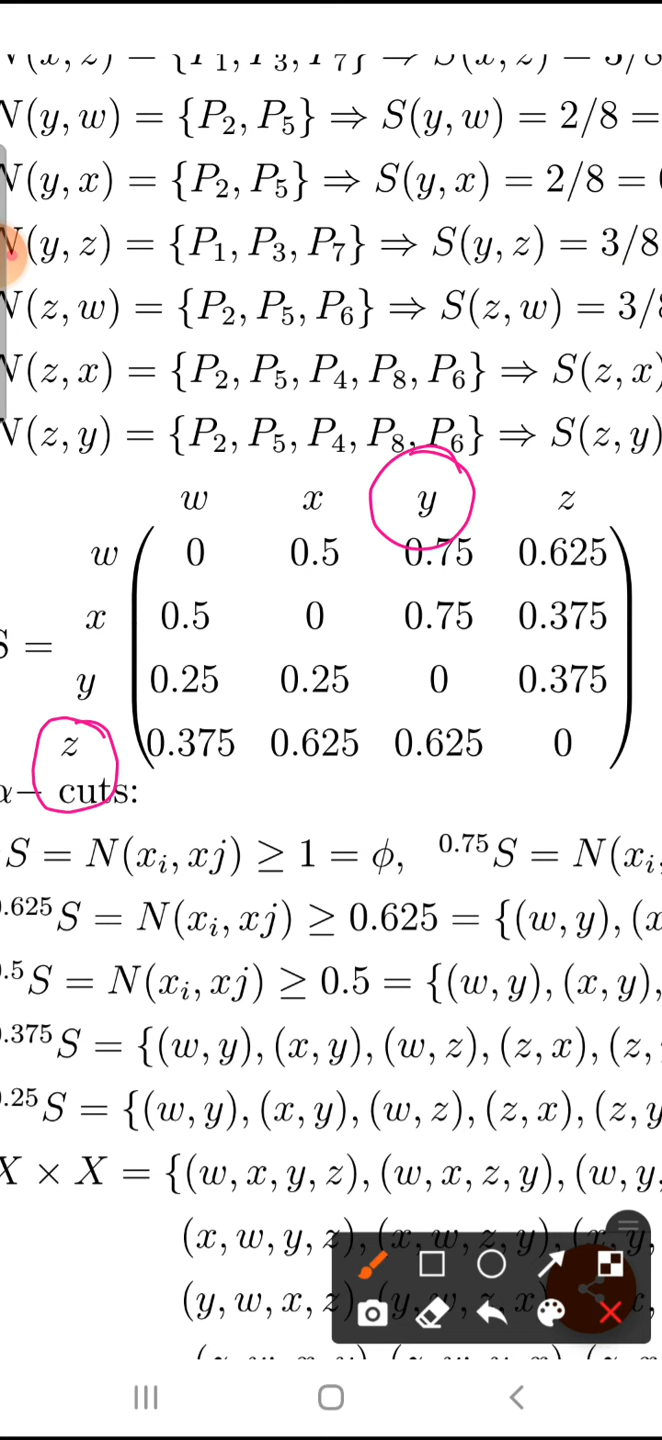 N(y, w) = {P₂, P₅} ⇒ S(y, w) = 2/8 =
N(y, x) = {P₂, P₅} ⇒ S(y, x) = 2/8 =
N(y, z) = {P₁, P₃, P₇} ⇒ S(y, z) = 3/8
N(z, w) = {P₂, P₅, P₆} ⇒ S(z, w) = 3/
N(z, x) = {P₂, P₅, P₄, P₈, P₆} ⇒ S(z, x)
N(z, y) = {P₂, P₅, P₄, P₈, P₆} ⇒ S(z, y)
w x y z
w 0 0.5 0.75 0.625
x 0.5 0 0.75 0.375
S =
y 0.25 0.25 0 0.375
z 0.375 0.625 0.625 0
α− cuts:
S = N(xᵢ, xj) ≥ 1 = ϕ, ⁰·⁷⁵S = N(xᵢ,
.⁶²⁵S = N(xᵢ, xj) ≥ 0.625 = {(w, y), (x
.⁵S = N(xᵢ, xj) ≥ 0.5 = {(w, y), (x, y),
.³⁷⁵S = {(w, y), (x, y), (w, z), (z, x), (z,
.²⁵S = {(w, y), (x, y), (w, z), (z, x), (z, y
X × X = {(w, x, y, z), (w, x, z, y), (w, y,
(x, w, y, z), (x, w, z, y), (x, y,
(y, w, x, z), (y, w, z, x)